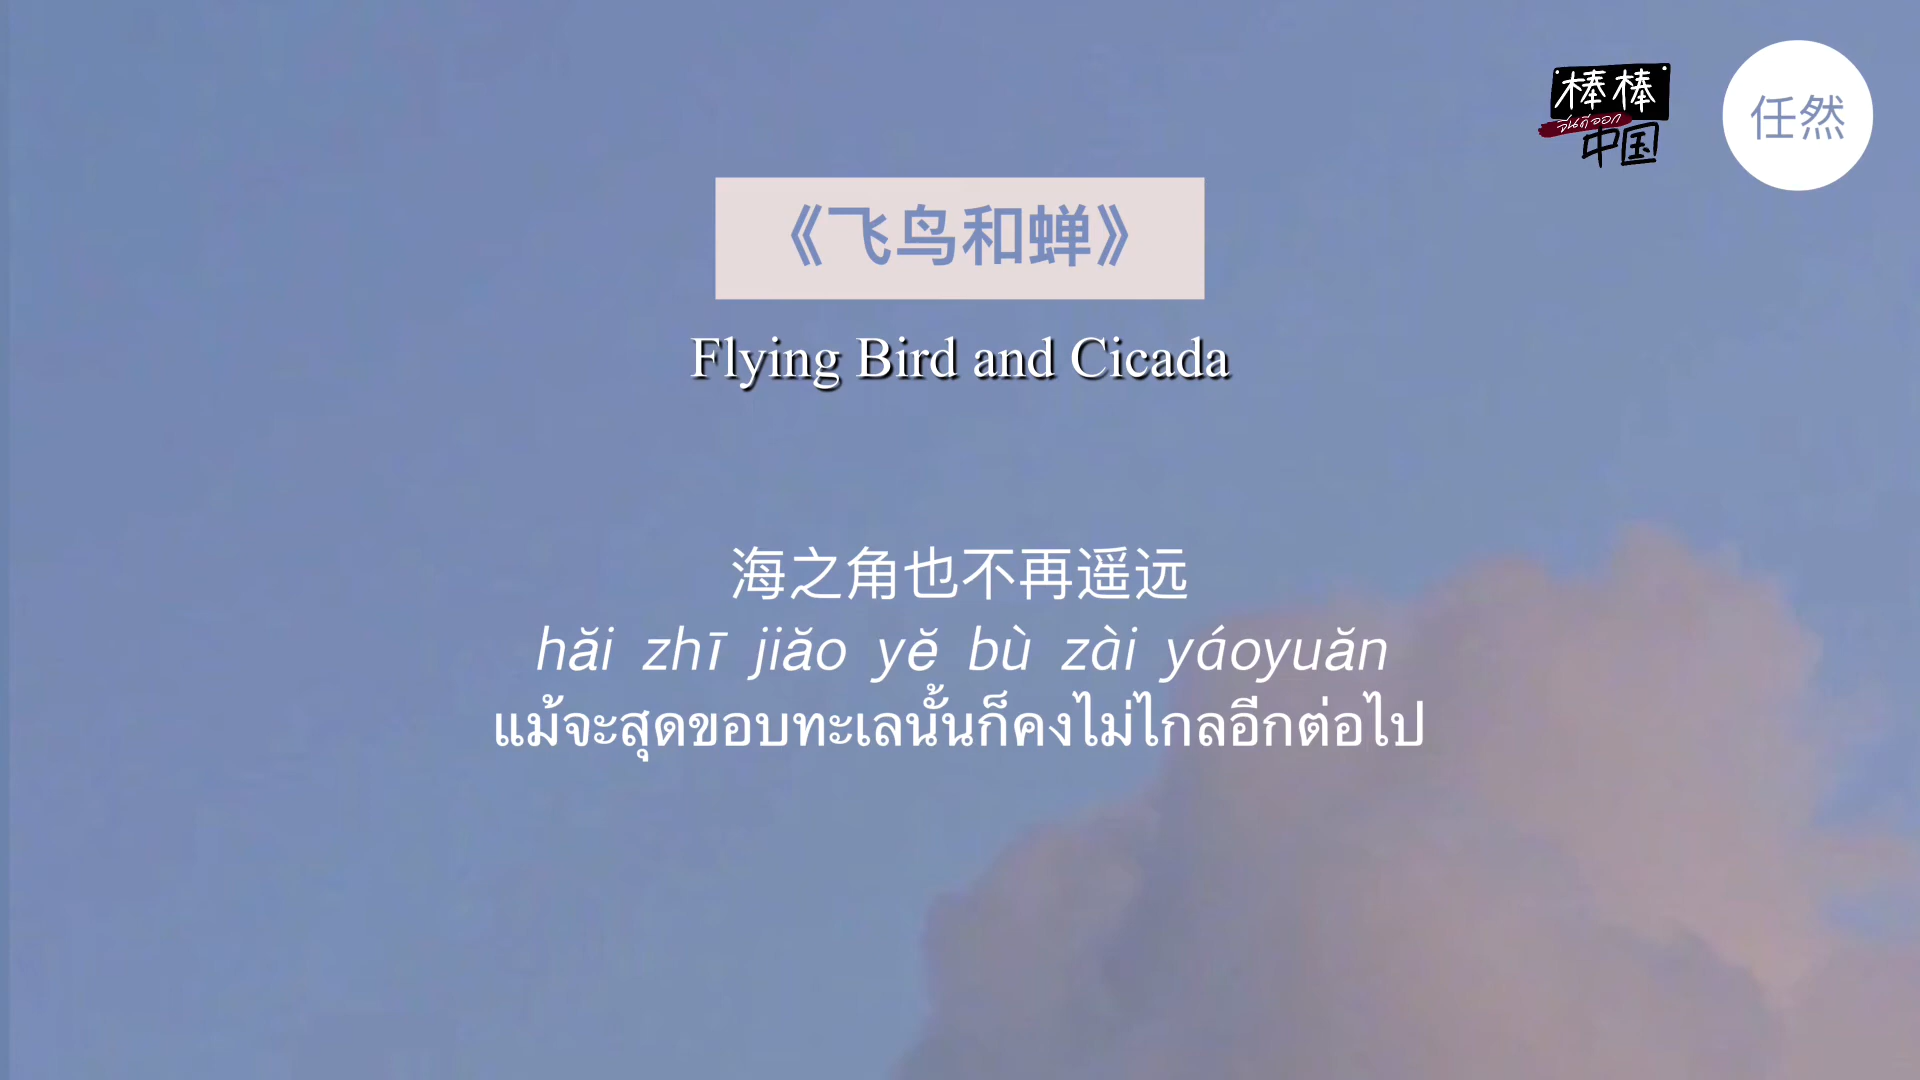 棒棒
จีนดีออก
中国
任然
《飞鸟和蝉》
Flying Bird and Cicada
海之角也不再遥远
hǎi zhī jiǎo yě bù zài yáoyuǎn
แม้จะสุดขอบทะเลนั้นก็คงไม่ไกลอีกต่อไป